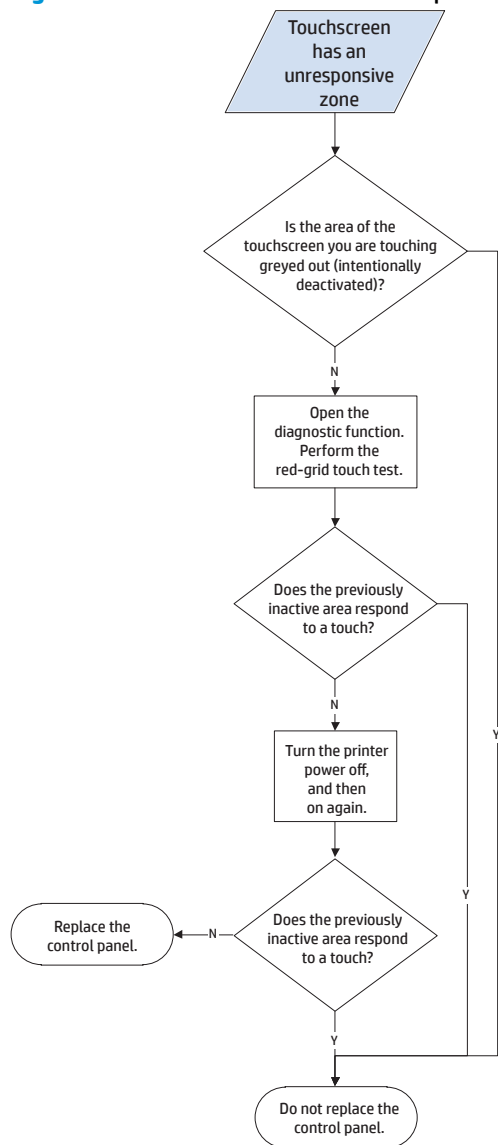 Touchscreen
has an
unresponsive
zone
Is the area of the
touchscreen you are touching
greyed out (intentionally
deactivated)?
N
Open the
diagnostic function.
Perform the
red-grid touch test.
Does the previously
inactive area respond
to a touch?
N
Y
Turn the printer
power off,
and then
on again.
Y
Does the previously
inactive area respond
to a touch?
N
Replace the
control panel.
Y
Do not replace the
control panel.